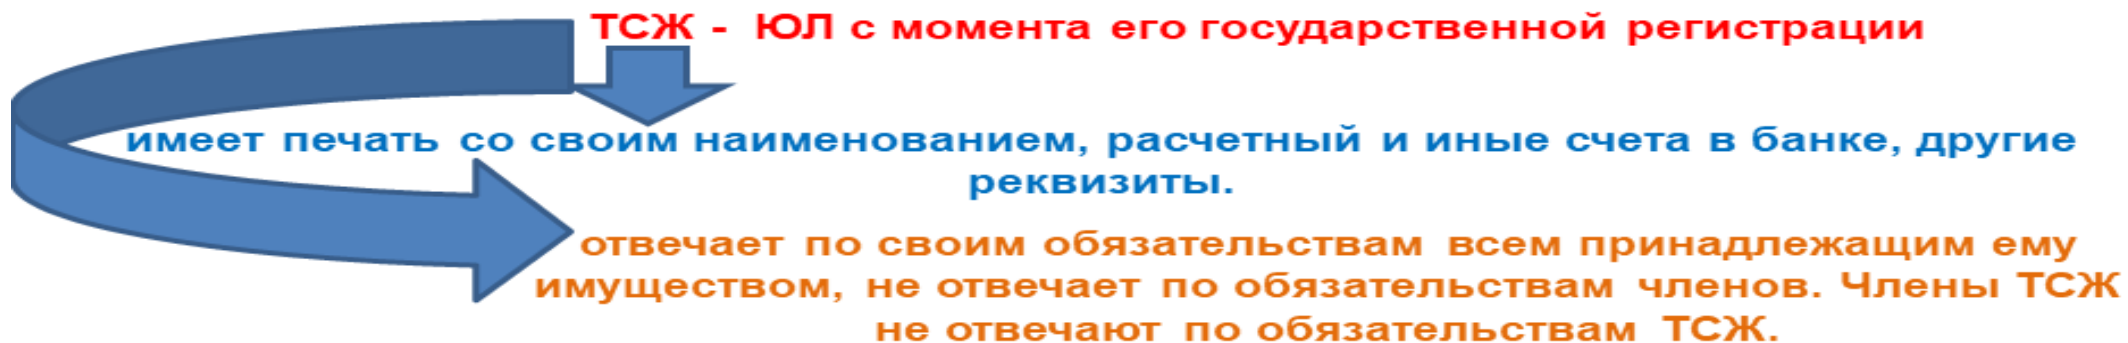 ТСЖ - ЮЛ с момента его государственной регистрации
имеет печать со своим наименованием, расчетный и иные счета в банке, другие
реквизиты.
отвечает по своим обязательствам всем принадлежащим ему
имуществом, не отвечает по обязательствам членов. Члены ТСЖ
не отвечают по обязательствам ТСЖ.